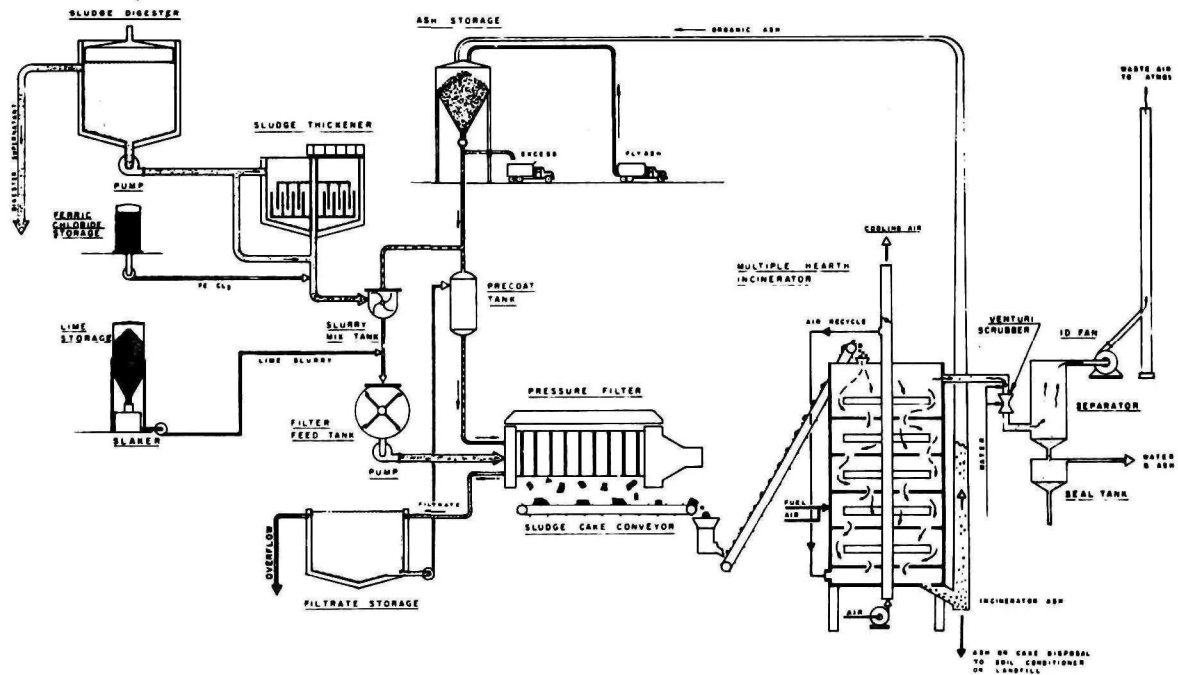 SLUDGE DIGESTER
ASH STORAGE
ORGANIC ASH
WASTE AIR
TO ATMOS
SLUDGE THICKENER
DIGESTER SUPERNATANT
EXCESS
FLY ASH
PUMP
FERRIC
CHLORIDE
STORAGE
FE CL3
COOLING AIR
MULTIPLE HEARTH
INCINERATOR
PRECOAT
TANK
AIR RECYCLE
VENTURI
SCRUBBER
ID FAN
SLURRY
MIX TANK
LIME
STORAGE
LIME SLURRY
PRESSURE FILTER
SEPARATOR
FILTER
FEED TANK
SLAKER
PUMP
WATER
WATER
& ASH
SEAL TANK
FILTRATE
FUEL
AIR
SLUDGE CAKE CONVEYOR
OVERFLOW
FILTRATE STORAGE
AIR
INCINERATOR ASH
ASH OR CAKE DISPOSAL
TO SOIL CONDITIONER
OR LANDFILL